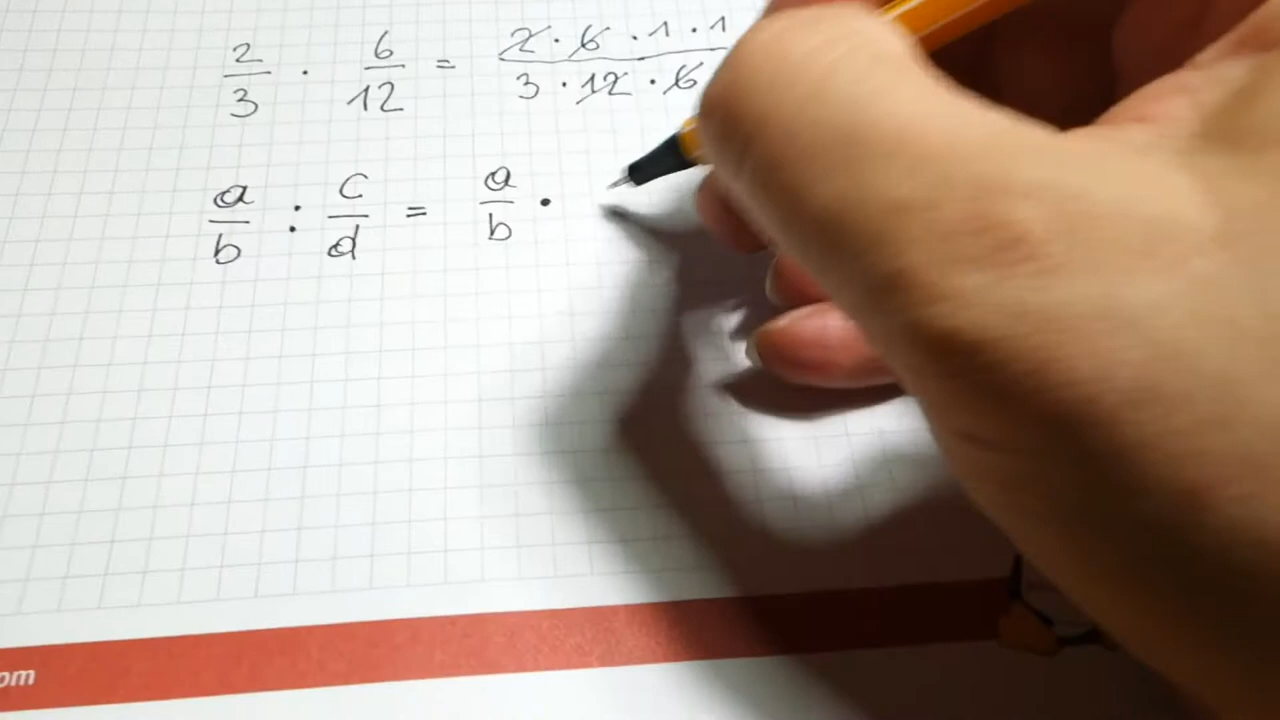 2/3 · 6/12 = 2 · 6 · 1 · 1 / 3 · 12 · 6
a/b : c/d = a/b ·
om